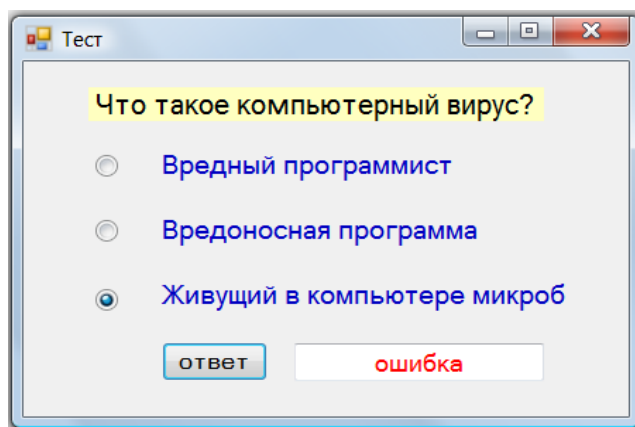 Тест
Что такое компьютерный вирус?
Вредный программист
Вредоносная программа
Живущий в компьютере микроб
ответ ошибка